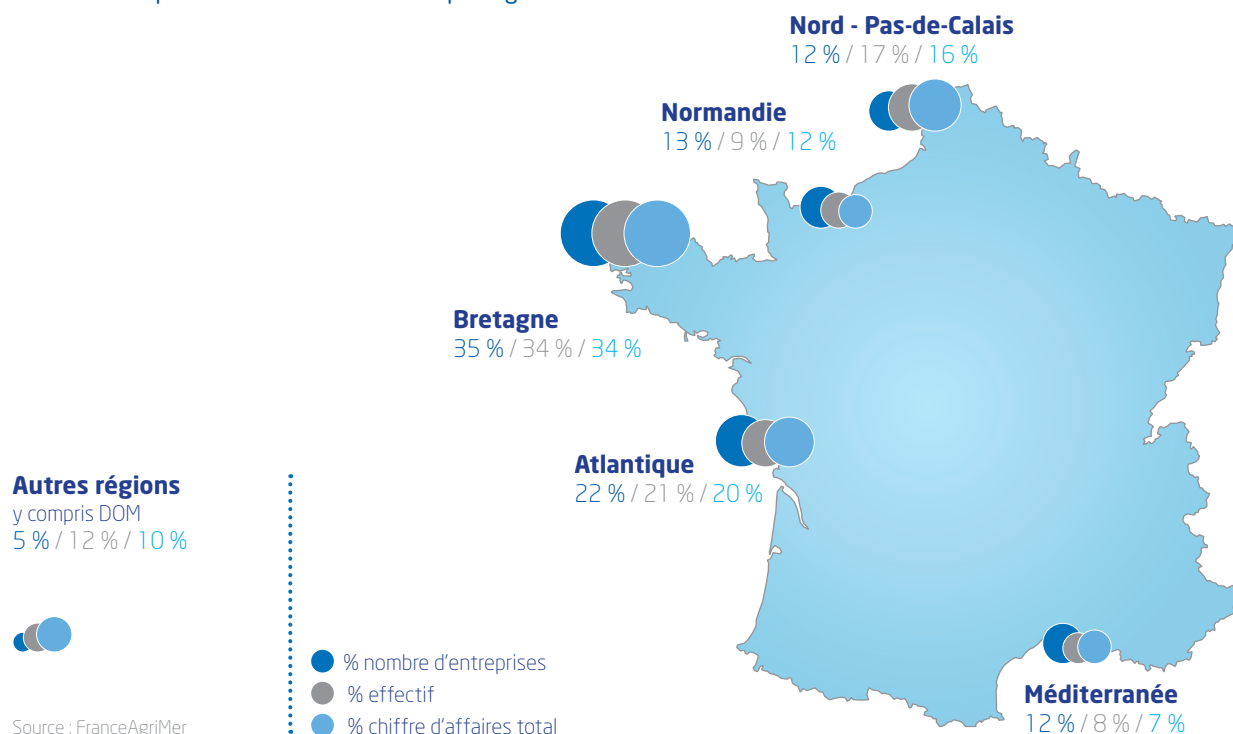 Nord - Pas-de-Calais
12 % / 17 % / 16 %
Normandie
13 % / 9 % / 12 %
Bretagne
35 % / 34 % / 34 %
Atlantique
22 % / 21 % / 20 %
Autres régions
y compris DOM
5 % / 12 % / 10 %
% nombre d'entreprises
% effectif
% chiffre d'affaires total
Méditerranée
12 % / 8 % / 7 %
Source : FranceAgriMer